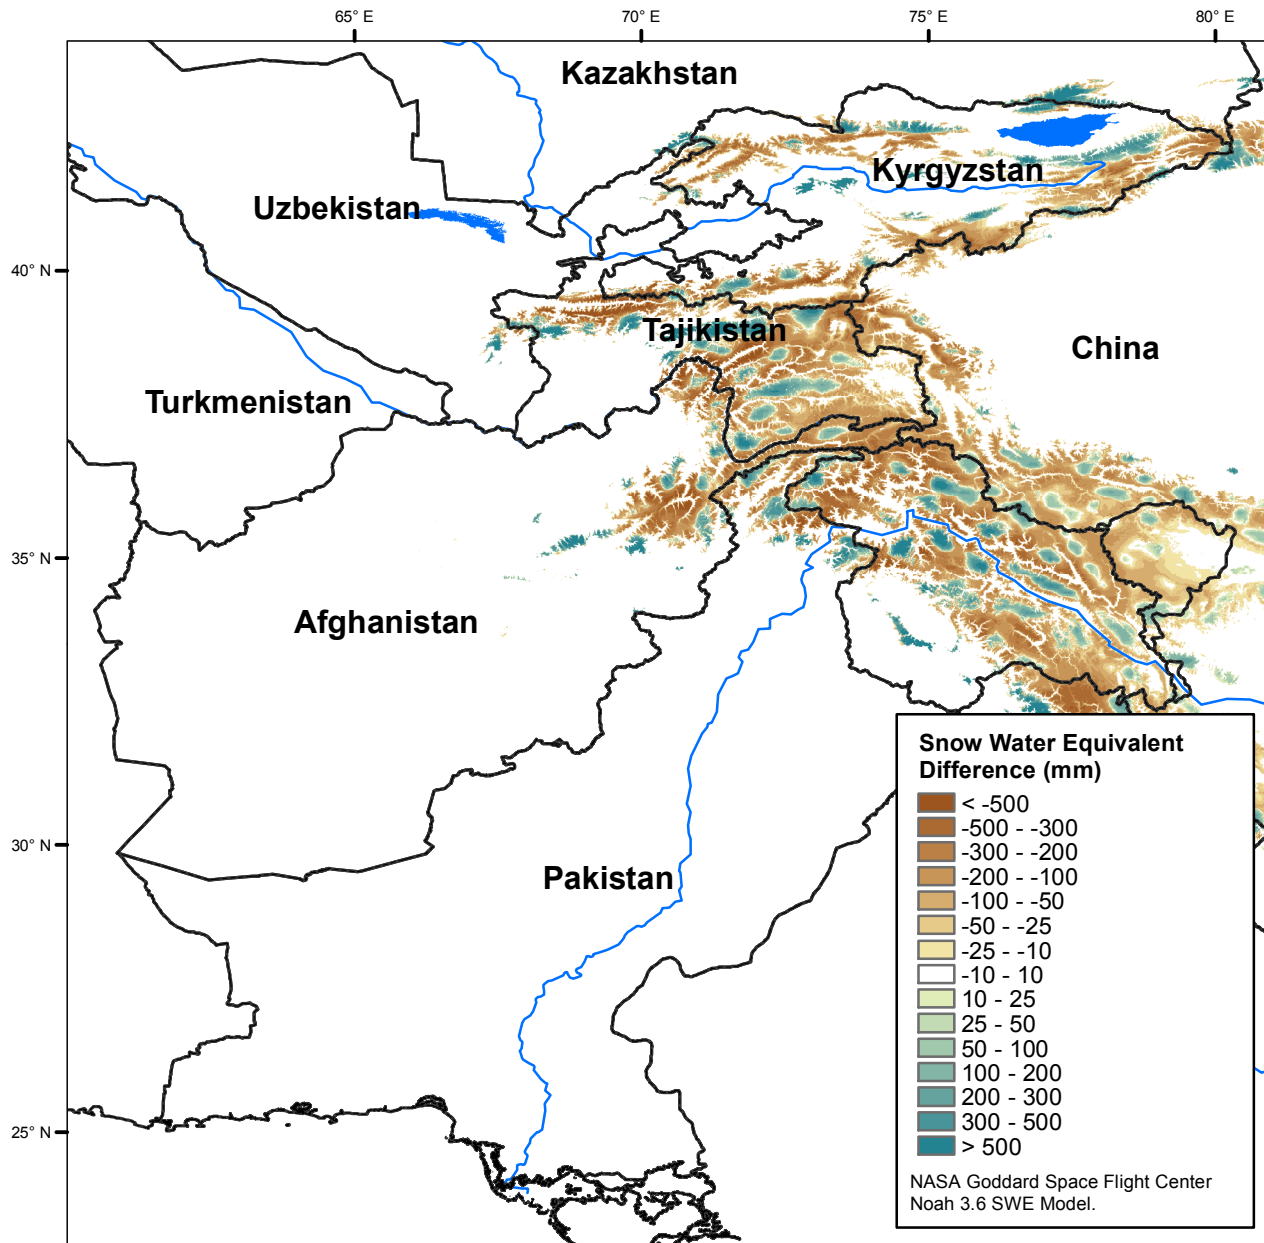 65° E 70° E 75° E 80° E
Kazakhstan
Kyrgyzstan
Uzbekistan
40° N
Tajikistan
China
Turkmenistan
35° N
Afghanistan
Snow Water Equivalent
Difference (mm)
< -500
-500 - -300
-300 - -200
-200 - -100
-100 - -50
-50 - -25
-25 - -10
-10 - 10
10 - 25
25 - 50
50 - 100
100 - 200
200 - 300
300 - 500
> 500
NASA Goddard Space Flight Center
Noah 3.6 SWE Model.
30° N
Pakistan
25° N